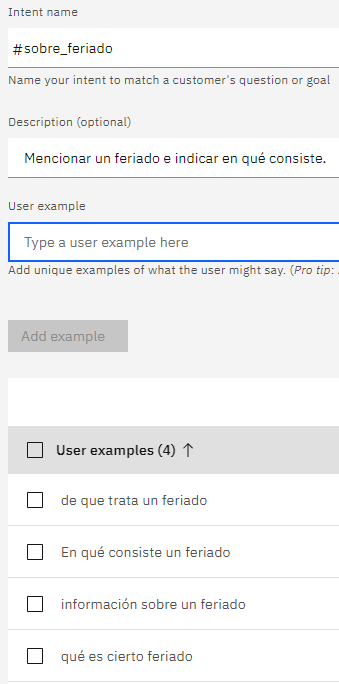 Intent name
#sobre_feriado
Name your intent to match a customer's question or goal
Description (optional)
Mencionar un feriado e indicar en qué consiste.
User example
Type a user example here
Add unique examples of what the user might say. (Pro tip:
Add example
User examples (4) ↑
de que trata un feriado
En qué consiste un feriado
información sobre un feriado
qué es cierto feriado